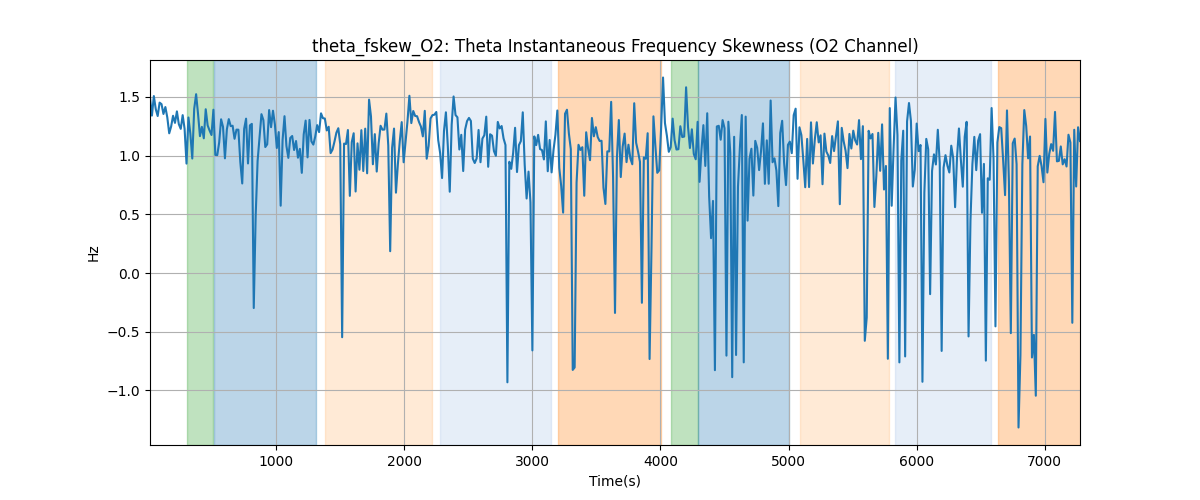 theta_fskew_O2: Theta Instantaneous Frequency Skewness (O2 Channel)
1.5
1.0
0.5
0.0
−0.5
−1.0
Hz
1000 2000 3000 4000 5000 6000 7000
Time(s)